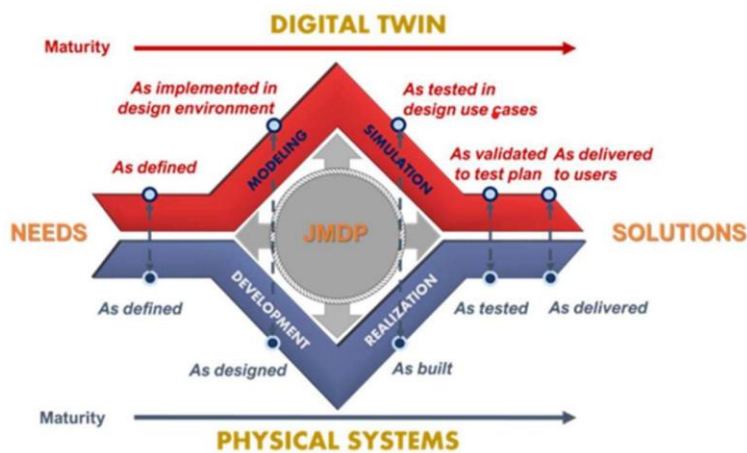 DIGITAL TWIN
Maturity
As implemented in
design environment
As tested in
design use cases
As defined
MODELING
SIMULATION
As validated
to test plan
As delivered
to users
NEEDS
JMDP
SOLUTIONS
As defined
DEVELOPMENT
REALIZATION
As tested
As delivered
As designed
As built
Maturity
PHYSICAL SYSTEMS